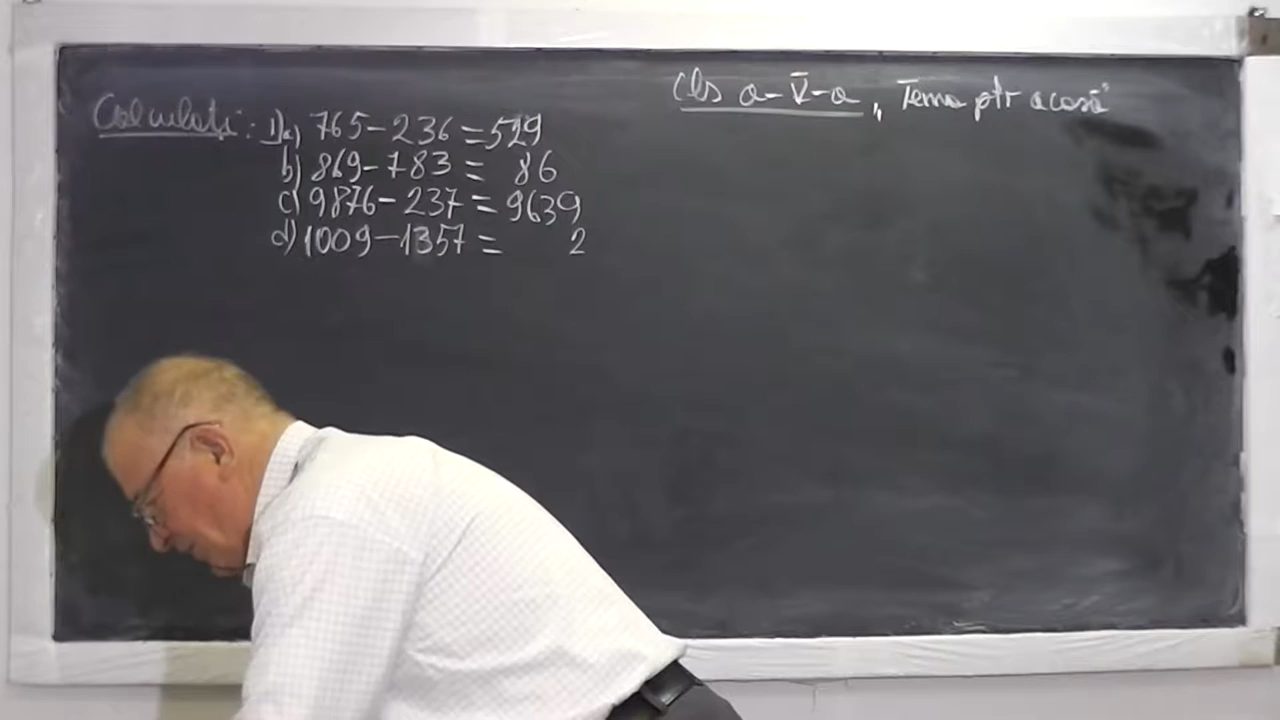 Cls a-V-a „Tema ptr acasă"
Calculați: 1) a) 765-236=529
b) 869-783= 86
c) 9876-237=9639
d) 1009-1357= 2